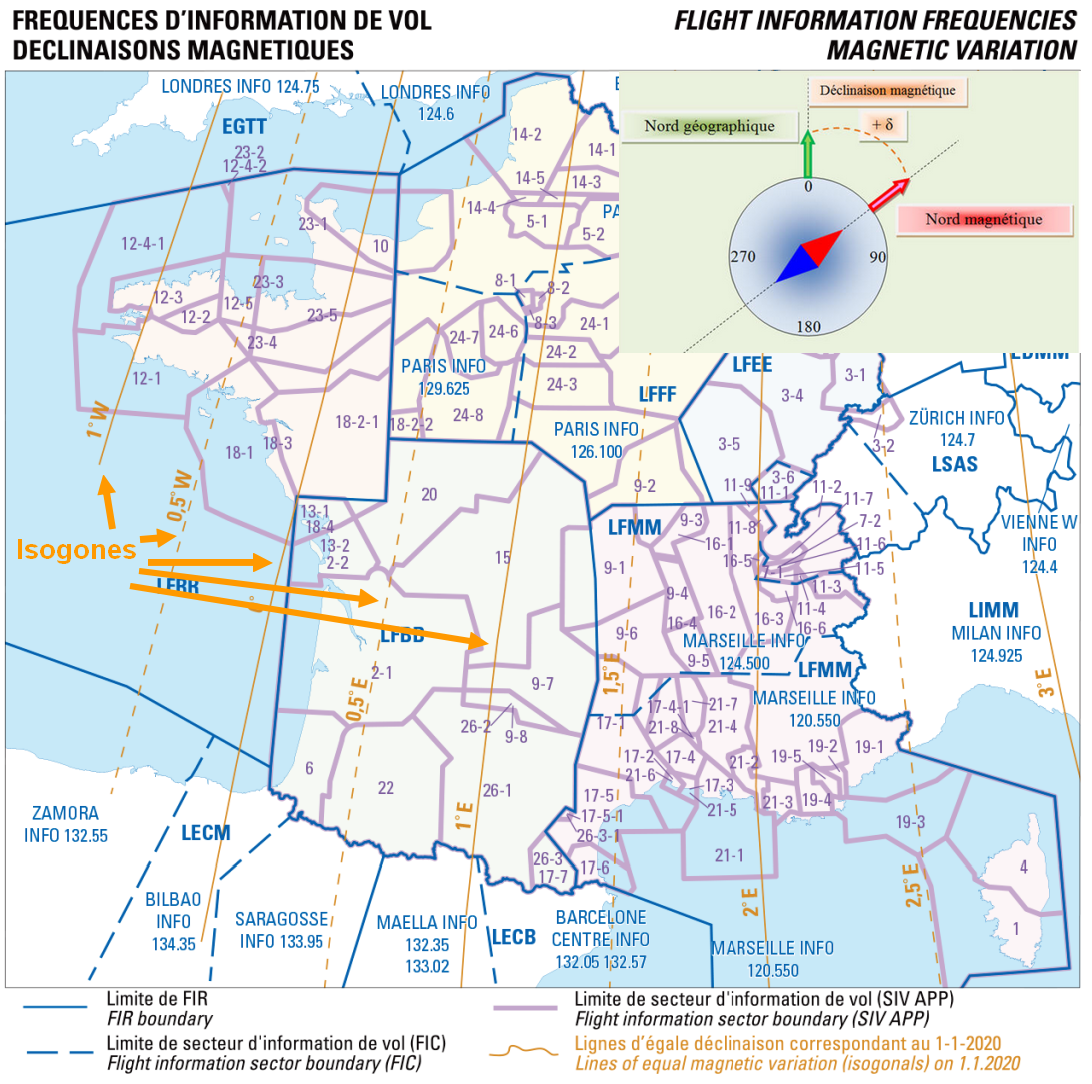 FREQUENCES D'INFORMATION DE VOL
DECLINAISONS MAGNETIQUES
FLIGHT INFORMATION FREQUENCIES
MAGNETIC VARIATION
LONDRES INFO 124.75
LONDRES INFO
124.6
EGTT
23-2
12-4-2
14-2
14-1
14-5
14-3
14-4
5-1
5-2
PA
Déclinaison magnétique
+ δ
Nord géographique
Nord magnétique
0
270
90
180
12-4-1
23-1
10
12-3
12-2
12-5
23-3
23-5
23-4
12-1
8-1
8-2
8-3
24-7
24-6
24-1
24-2
24-3
24-8
PARIS INFO
129.625
LFFF
LFEE
3-1
3-4
3-2
3-5
PARIS INFO
126.100
ZÜRICH INFO
124.7
LSAS
VIENNE W
INFO
124.4
1°W
0,5°W
18-1
18-3
18-2-1
18-2-2
9-2
3-6
11-9
11-1
11-2
11-7
7-2
11-6
11-5
11-8
16-5
7-1
11-3
11-4
16-6
Isogones
13-1
18-4
13-2
2-2
20
15
LFRR
LFBB
2-1
LFMM
9-3
16-1
9-1
9-4
16-2
16-4
16-3
9-6
9-5
MARSEILLE INFO
124.500
LFMM
MARSEILLE INFO
120.550
LIMM
MILAN INFO
124.925
3°E
0,5°E
1,5°E
9-7
26-2
9-8
17-1
17-4-1
21-8
21-7
21-4
17-2
21-6
17-4
17-3
21-5
21-2
21-3
19-5
19-2
19-1
19-4
19-3
6
22
26-1
1°E
17-5
17-5-1
26-3-1
26-3
17-7
17-6
21-1
2°E
2,5°E
4
1
ZAMORA
INFO 132.55
LECM
BILBAO
INFO
134.35
SARAGOSSE
INFO 133.95
MAELLA INFO
132.35
133.02
LECB
BARCELONE
CENTRE INFO
132.05 132.57
MARSEILLE INFO
120.550
Limite de FIR
FIR boundary
Limite de secteur d'information de vol (FIC)
Flight information sector boundary (FIC)
Limite de secteur d'information de vol (SIV APP)
Flight information sector boundary (SIV APP)
Lignes d'égale déclinaison correspondant au 1-1-2020
Lines of equal magnetic variation (isogonals) on 1.1.2020